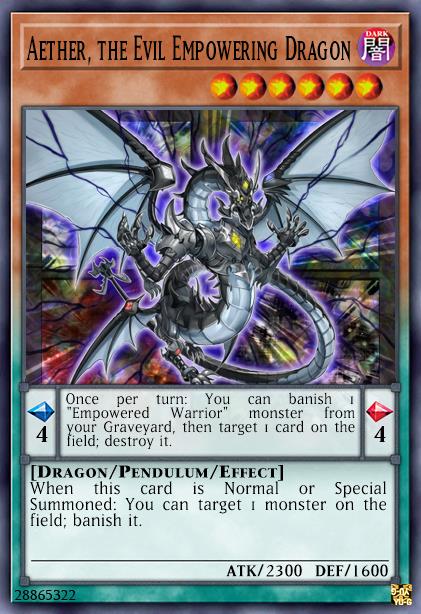 AETHER, THE EVIL EMPOWERING DRAGON
DARK
闇
Once per turn: You can banish 1
"Empowered Warrior" monster from
your Graveyard, then target 1 card on the
field; destroy it.
4
4
[DRAGON/PENDULUM/EFFECT]
When this card is Normal or Special
Summoned: You can target 1 monster on the
field; banish it.
ATK/2300 DEF/1600
28865322